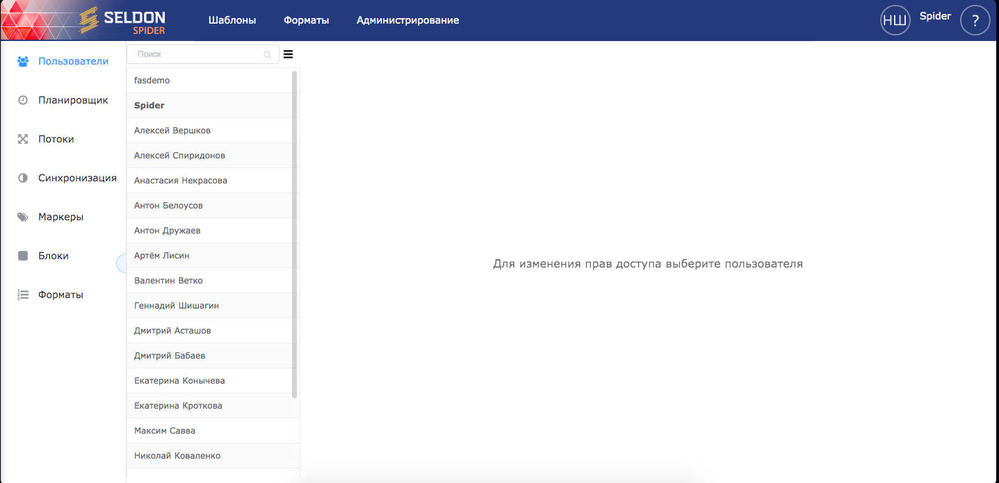 SELDON
SPIDER
Шаблоны
Форматы
Администрирование
НШ
Spider
?
Пользователи
Планировщик
Потоки
Синхронизация
Маркеры
Блоки
Форматы
Поиск
fasdemo
Spider
Алексей Вершков
Алексей Спиридонов
Анастасия Некрасова
Антон Белоусов
Антон Дружаев
Артём Лисин
Валентин Ветко
Геннадий Шишагин
Дмитрий Асташов
Дмитрий Бабаев
Екатерина Конычева
Екатерина Кроткова
Максим Савва
Николай Коваленко
Для изменения прав доступа выберите пользователя